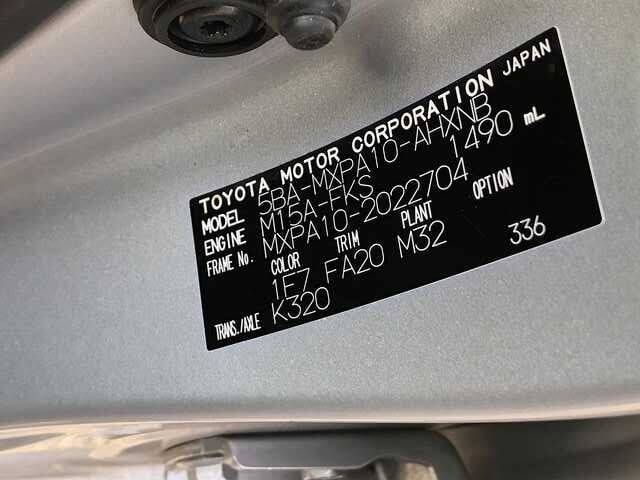 TOYOTA MOTOR CORPORATION JAPAN
MODEL 5BA-MXPA10-AHXNB
ENGINE M15A-FKS 1490 mL
FRAME No. MXPA10-2022704
COLOR TRIM PLANT OPTION
1F7 FA20 M32 336
TRANS./AXLE K320